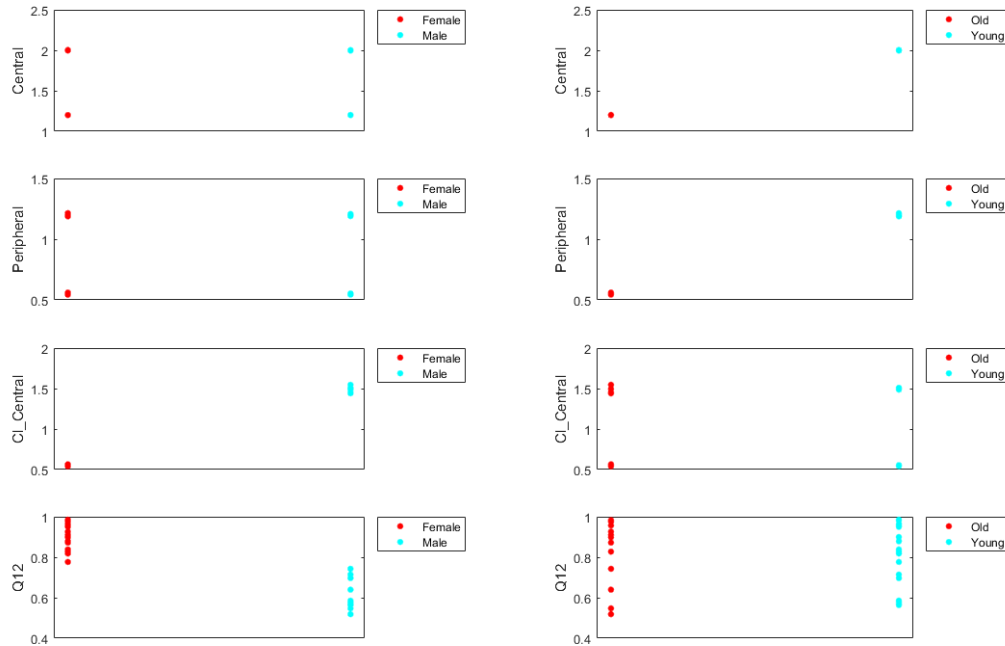 2.5
2
1.5
1
Central
Female
Male
2.5
2
1.5
1
Central
Old
Young
1.5
1
0.5
Peripheral
Female
Male
1.5
1
0.5
Peripheral
Old
Young
2
1.5
1
0.5
Cl_Central
Female
Male
2
1.5
1
0.5
Cl_Central
Old
Young
1
0.8
0.6
0.4
Q12
Female
Male
1
0.8
0.6
0.4
Q12
Old
Young